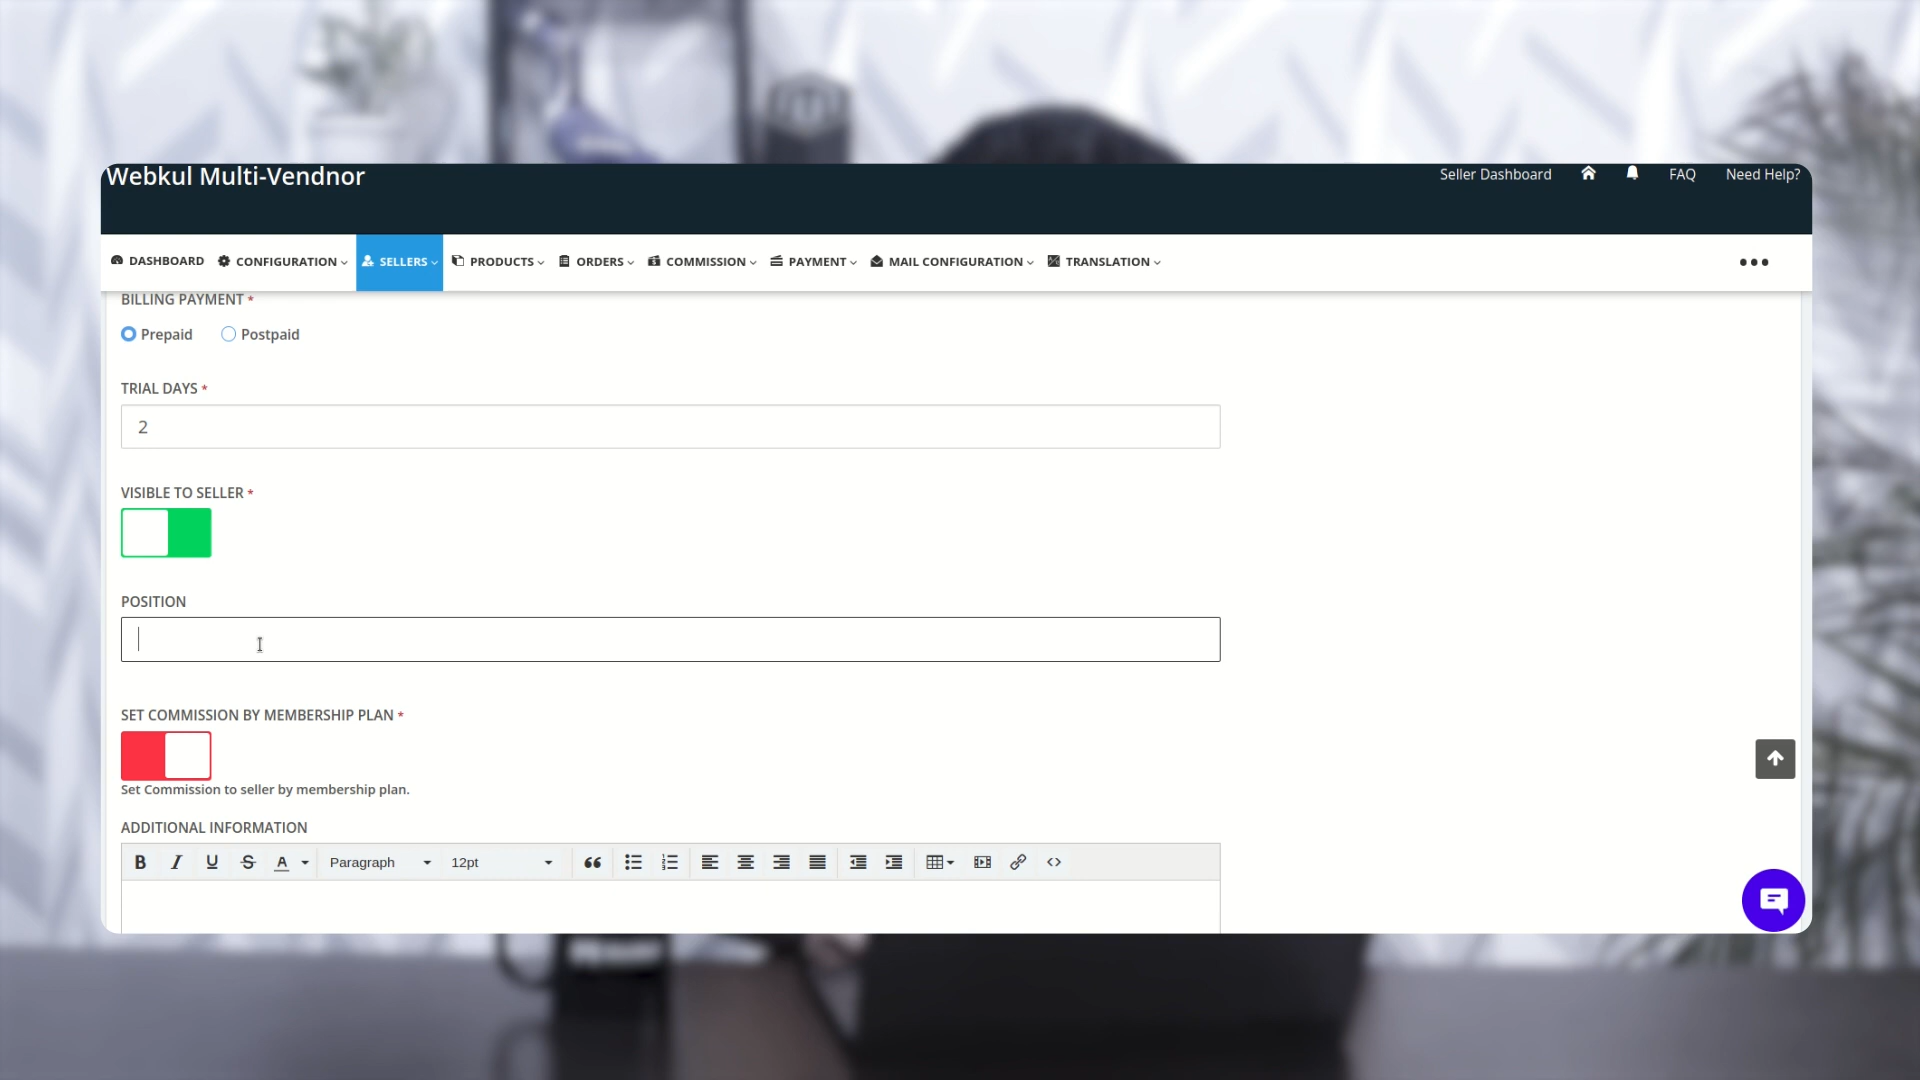 Webkul Multi-Vendnor
Seller Dashboard FAQ Need Help?
DASHBOARD CONFIGURATION SELLERS PRODUCTS ORDERS COMMISSION PAYMENT MAIL CONFIGURATION TRANSLATION
BILLING PAYMENT *
Prepaid Postpaid
TRIAL DAYS *
2
VISIBLE TO SELLER *
POSITION
SET COMMISSION BY MEMBERSHIP PLAN *
Set Commission to seller by membership plan.
ADDITIONAL INFORMATION
B I U S A Paragraph 12pt